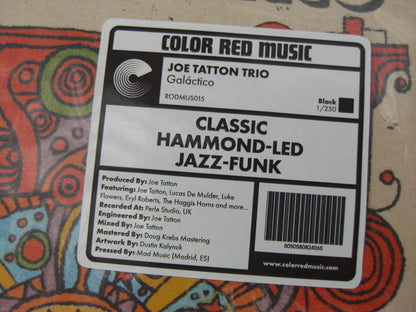 COLOR RED MUSIC
JOE TATTON TRIO
Galáctico
RODMUS015
Black
1/250
CLASSIC
HAMMOND-LED
JAZZ-FUNK
Produced By: Joe Tatton
Featuring: Joe Tatton, Lucas De Mulder, Luke
Flowers, Eryl Roberts, The Haggis Horns and more...
Recorded At: Perle Studio, UK
Engineered By: Joe Tatton
Mixed By: Joe Tatton
Mastered By: Doug Krebs Mastering
Artwork By: Dustin Kalynuk
Pressed By: Mad Music (Madrid, ES)
5050580824065
www.colorredmusic.com